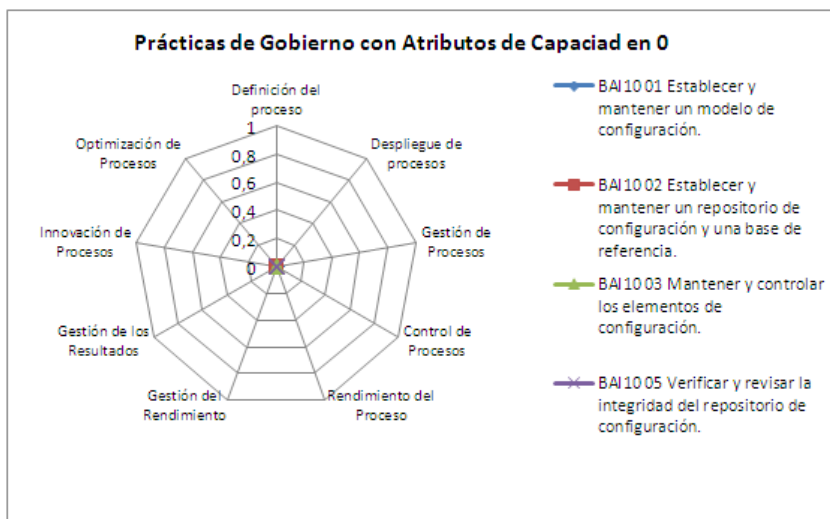 Prácticas de Gobierno con Atributos de Capaciad en 0
Definición del
proceso
Despliegue de
procesos
Gestión de
Procesos
Control de
Procesos
Rendimiento del
Proceso
Gestión del
Rendimiento
Gestión de los
Resultados
Innovación de
Procesos
Optimización de
Procesos
1
0,8
0,6
0,4
0,2
0
BAI10 01 Establecer y
mantener un modelo de
configuración.
BAI10 02 Establecer y
mantener un repositorio de
configuración y una base de
referencia.
BAI10 03 Mantener y controlar
los elementos de
configuración.
BAI10 05 Verificar y revisar la
integridad del repositorio de
configuración.